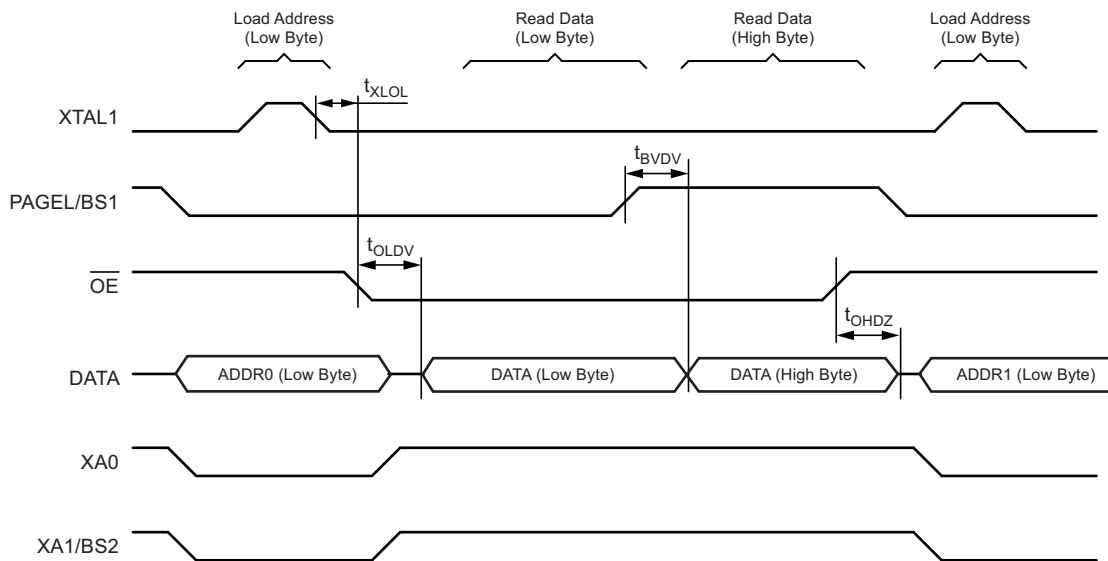 Load Address
(Low Byte)
Read Data
(Low Byte)
Read Data
(High Byte)
Load Address
(Low Byte)
tXLOL
XTAL1
tBVDV
PAGEL/BS1
tOLDV
OE
tOHDZ
DATA
ADDR0 (Low Byte)
DATA (Low Byte)
DATA (High Byte)
ADDR1 (Low Byte)
XA0
XA1/BS2